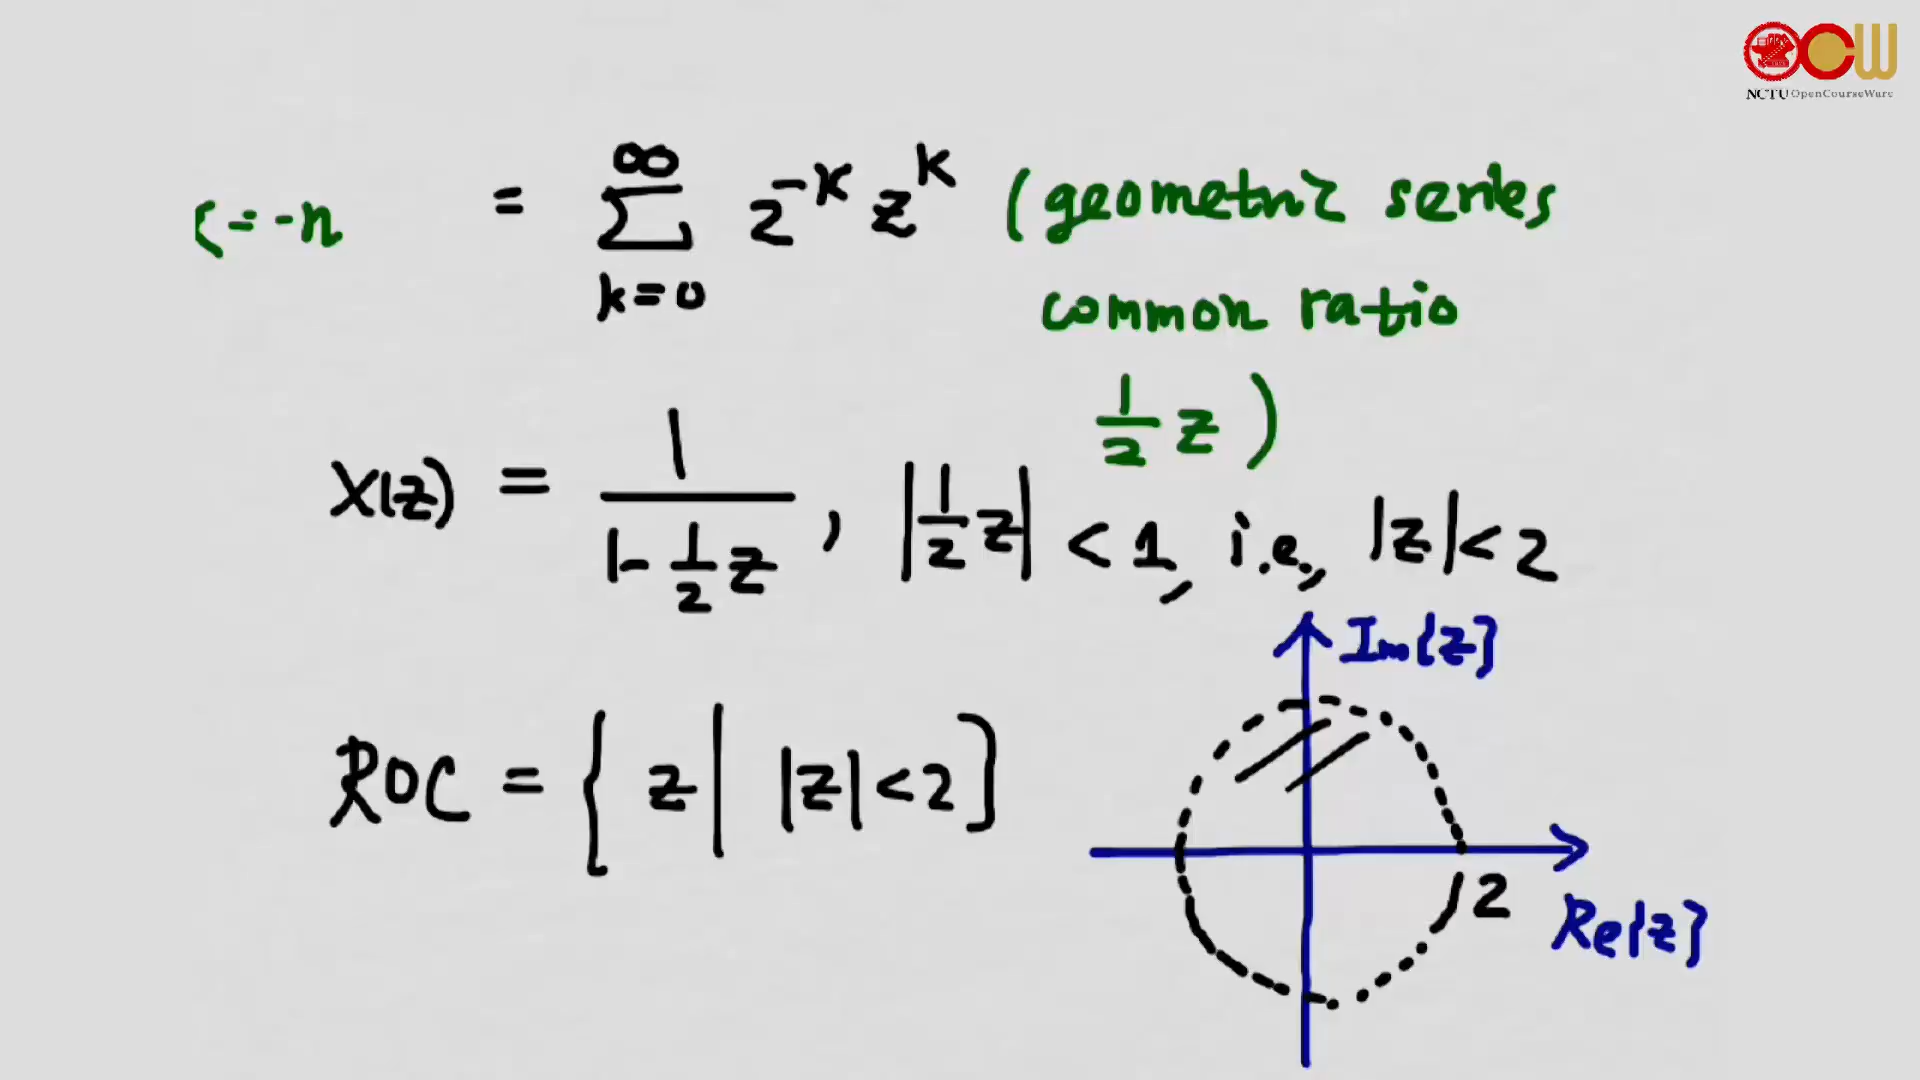 OCW
NCTU OpenCourseWare
= -n = ∞ Σ k=0 2^{-k} z^k (geometric series
common ratio
1/2 z )
X(z) = 1 / (1 - 1/2 z) , |1/2 z| < 1, i.e., |z| < 2
Im{z}
ROC = { z | |z| < 2 }
2
Re{z}